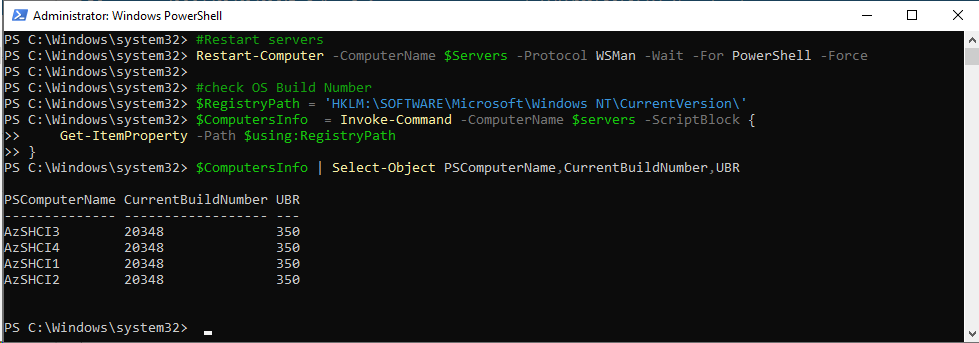 Administrator: Windows PowerShell
PS C:\Windows\system32> #Restart servers
PS C:\Windows\system32> Restart-Computer -ComputerName $Servers -Protocol WSMan -Wait -For PowerShell -Force
PS C:\Windows\system32>
PS C:\Windows\system32> #check OS Build Number
PS C:\Windows\system32> $RegistryPath = 'HKLM:\SOFTWARE\Microsoft\Windows NT\CurrentVersion\'
PS C:\Windows\system32> $ComputersInfo  = Invoke-Command -ComputerName $servers -ScriptBlock {
>>     Get-ItemProperty -Path $using:RegistryPath
>> }
PS C:\Windows\system32> $ComputersInfo | Select-Object PSComputerName,CurrentBuildNumber,UBR
PSComputerName CurrentBuildNumber UBR
-------------- ------------------ ---
AzSHCI3        20348              350
AzSHCI4        20348              350
AzSHCI1        20348              350
AzSHCI2        20348              350
PS C:\Windows\system32>